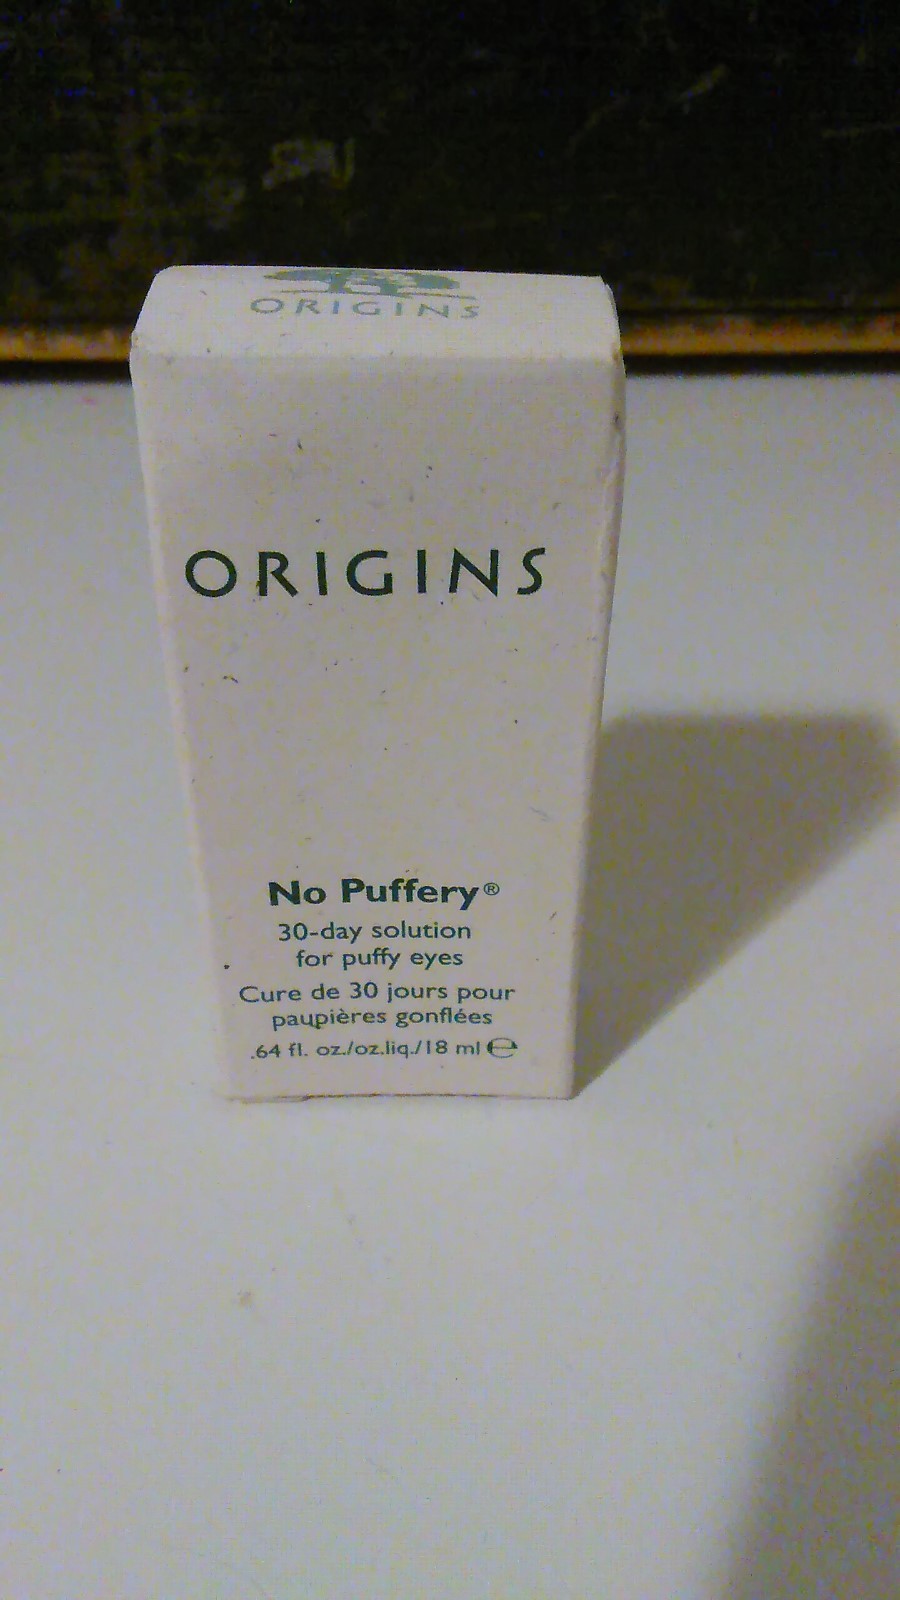 ORIGINS
ORIGINS
No Puffery®
30-day solution
for puffy eyes
Cure de 30 jours pour
paupières gonflées
.64 fl. oz./oz.liq./18 ml ℮